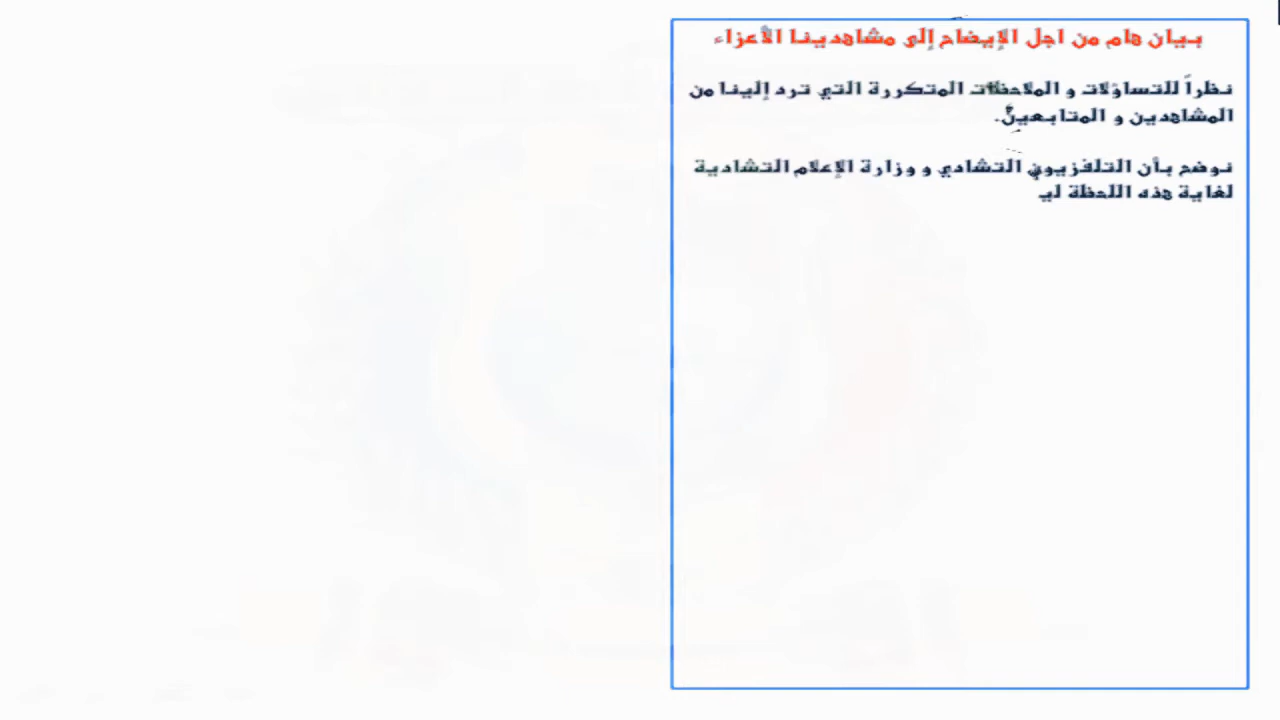 بيان هام من اجل الإيضاح إلى مشاهدينا الأعزاء
نظراً للتساؤلات و الملاحظات المتكررة التي ترد إلينا من
المشاهدين و المتابعين.
نوضح بأن التلفزيون التشادي و وزارة الإعلام التشادية
لغاية هذه اللحظة لي